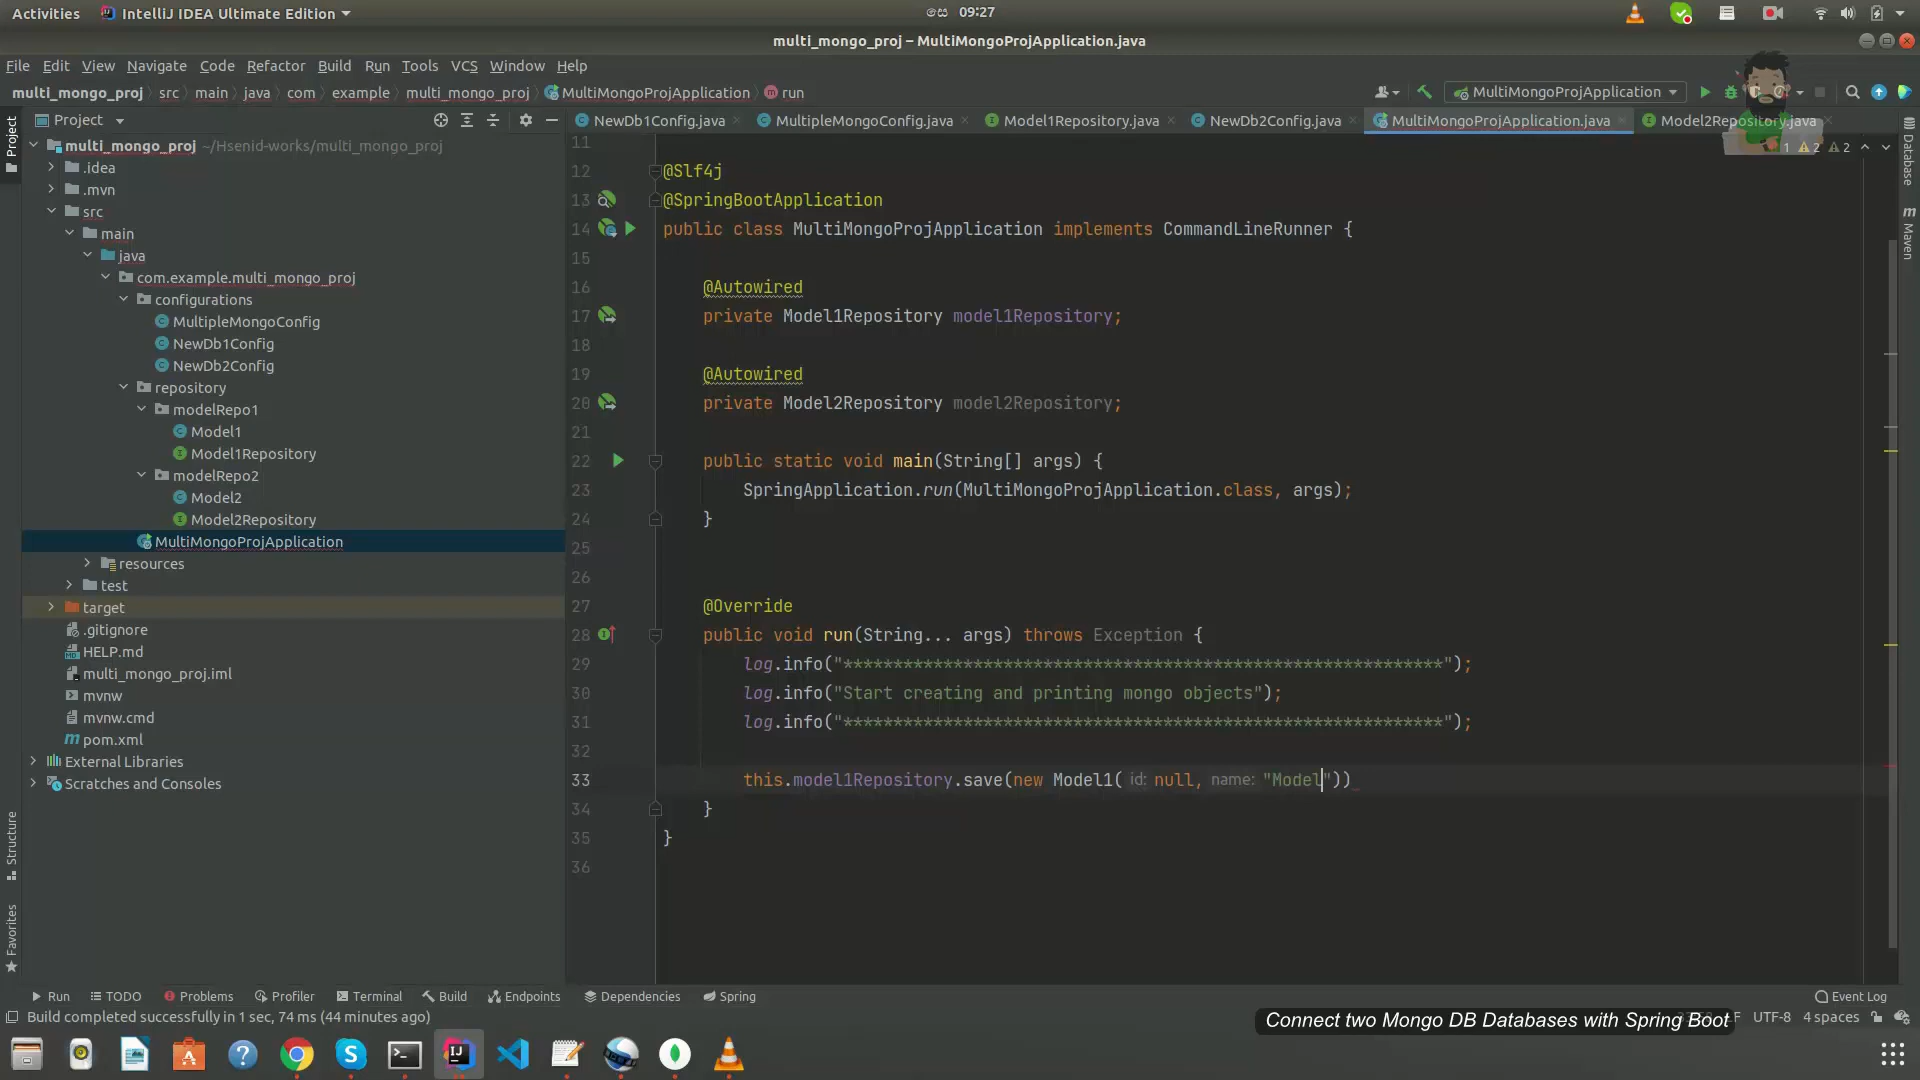 Activities IntelliJ IDEA Ultimate Edition සෙ 09:27
multi_mongo_proj – MultiMongoProjApplication.java
File Edit View Navigate Code Refactor Build Run Tools VCS Window Help
multi_mongo_proj src main java com example multi_mongo_proj MultiMongoProjApplication run MultiMongoProjApplication
Project NewDb1Config.java MultipleMongoConfig.java Model1Repository.java NewDb2Config.java MultiMongoProjApplication.java Model2Repository.java
1 2 2
Project
Structure
Favorites
Database
Maven
multi_mongo_proj ~/Hsenid-works/multi_mongo_proj
.idea
.mvn
src
main
java
com.example.multi_mongo_proj
configurations
MultipleMongoConfig
NewDb1Config
NewDb2Config
repository
modelRepo1
Model1
Model1Repository
modelRepo2
Model2
Model2Repository
MultiMongoProjApplication
resources
test
target
.gitignore
HELP.md
multi_mongo_proj.iml
mvnw
mvnw.cmd
pom.xml
External Libraries
Scratches and Consoles
11
12 @Slf4j
13 @SpringBootApplication
14 public class MultiMongoProjApplication implements CommandLineRunner {
15
16 @Autowired
17 private Model1Repository model1Repository;
18
19 @Autowired
20 private Model2Repository model2Repository;
21
22 public static void main(String[] args) {
23 SpringApplication.run(MultiMongoProjApplication.class, args);
24 }
25
26
27 @Override
28 public void run(String... args) throws Exception {
29 log.info("************************************************************");
30 log.info("Start creating and printing mongo objects");
31 log.info("************************************************************");
32
33 this.model1Repository.save(new Model1( id: null, name: "Model"))
34 }
35 }
36
Run TODO Problems Profiler Terminal Build Endpoints Dependencies Spring Event Log
Build completed successfully in 1 sec, 74 ms (44 minutes ago) LF UTF-8 4 spaces
Connect two Mongo DB Databases with Spring Boot